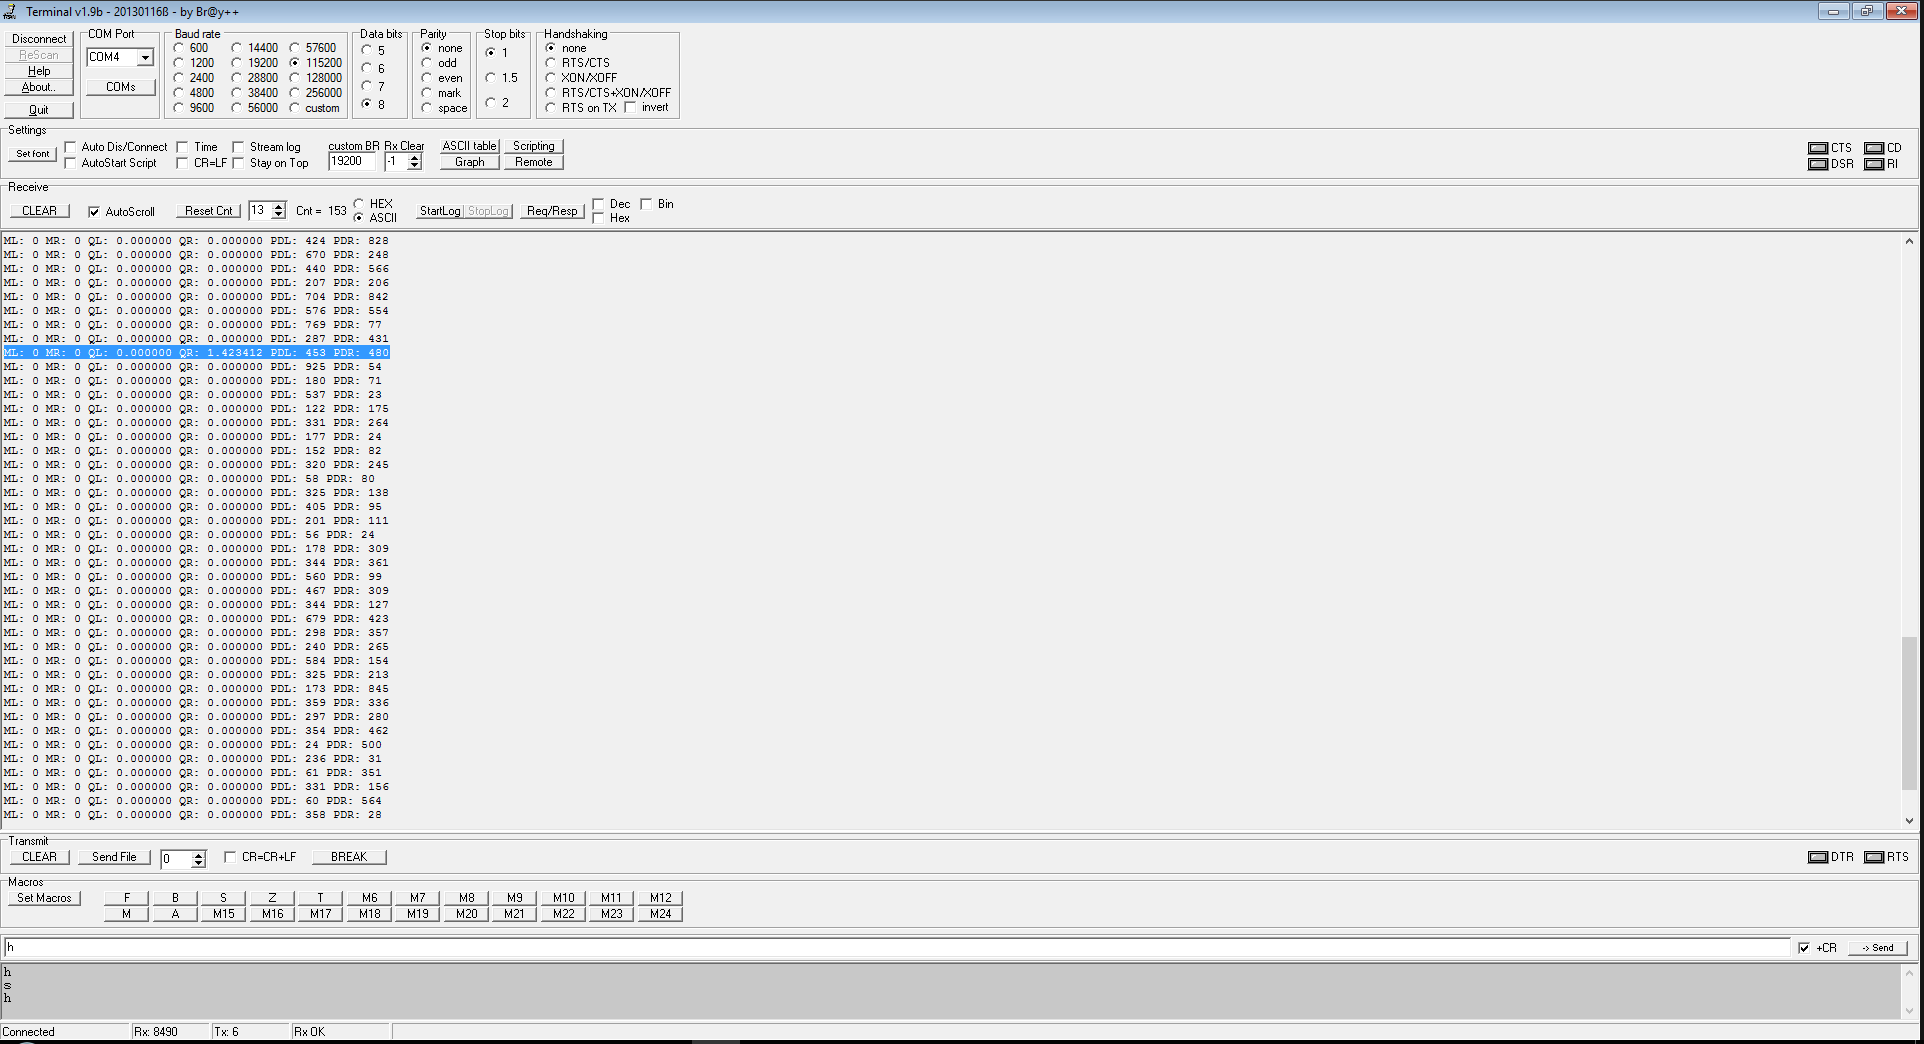 Terminal v1.9b - 20130116ß - by Br@y++
Disconnect
ReScan
Help
About..
Quit
COM Port
COM4
COMs
Baud rate
600 14400 57600
1200 19200 115200
2400 28800 128000
4800 38400 256000
9600 56000 custom
Data bits
5
6
7
8
Parity
none
odd
even
mark
space
Stop bits
1
1.5
2
Handshaking
none
RTS/CTS
XON/XOFF
RTS/CTS+XON/XOFF
RTS on TX invert
Settings
Set font
Auto Dis/Connect Time Stream log
AutoStart Script CR=LF Stay on Top
custom BR Rx Clear
19200 -1
ASCII table Scripting
Graph Remote
CTS CD
DSR RI
Receive
CLEAR AutoScroll Reset Cnt 13 Cnt = 153
HEX
ASCII
StartLog StopLog Req/Resp
Dec Bin
Hex
ML: 0 MR: 0 QL: 0.000000 QR: 0.000000 PDL: 424 PDR: 828
ML: 0 MR: 0 QL: 0.000000 QR: 0.000000 PDL: 670 PDR: 248
ML: 0 MR: 0 QL: 0.000000 QR: 0.000000 PDL: 440 PDR: 566
ML: 0 MR: 0 QL: 0.000000 QR: 0.000000 PDL: 207 PDR: 206
ML: 0 MR: 0 QL: 0.000000 QR: 0.000000 PDL: 704 PDR: 842
ML: 0 MR: 0 QL: 0.000000 QR: 0.000000 PDL: 576 PDR: 554
ML: 0 MR: 0 QL: 0.000000 QR: 0.000000 PDL: 769 PDR: 77
ML: 0 MR: 0 QL: 0.000000 QR: 0.000000 PDL: 287 PDR: 431
ML: 0 MR: 0 QL: 0.000000 QR: 1.423412 PDL: 453 PDR: 480
ML: 0 MR: 0 QL: 0.000000 QR: 0.000000 PDL: 925 PDR: 54
ML: 0 MR: 0 QL: 0.000000 QR: 0.000000 PDL: 180 PDR: 71
ML: 0 MR: 0 QL: 0.000000 QR: 0.000000 PDL: 537 PDR: 23
ML: 0 MR: 0 QL: 0.000000 QR: 0.000000 PDL: 122 PDR: 175
ML: 0 MR: 0 QL: 0.000000 QR: 0.000000 PDL: 331 PDR: 264
ML: 0 MR: 0 QL: 0.000000 QR: 0.000000 PDL: 177 PDR: 24
ML: 0 MR: 0 QL: 0.000000 QR: 0.000000 PDL: 152 PDR: 82
ML: 0 MR: 0 QL: 0.000000 QR: 0.000000 PDL: 320 PDR: 245
ML: 0 MR: 0 QL: 0.000000 QR: 0.000000 PDL: 58 PDR: 80
ML: 0 MR: 0 QL: 0.000000 QR: 0.000000 PDL: 325 PDR: 138
ML: 0 MR: 0 QL: 0.000000 QR: 0.000000 PDL: 405 PDR: 95
ML: 0 MR: 0 QL: 0.000000 QR: 0.000000 PDL: 201 PDR: 111
ML: 0 MR: 0 QL: 0.000000 QR: 0.000000 PDL: 56 PDR: 24
ML: 0 MR: 0 QL: 0.000000 QR: 0.000000 PDL: 178 PDR: 309
ML: 0 MR: 0 QL: 0.000000 QR: 0.000000 PDL: 344 PDR: 361
ML: 0 MR: 0 QL: 0.000000 QR: 0.000000 PDL: 560 PDR: 99
ML: 0 MR: 0 QL: 0.000000 QR: 0.000000 PDL: 467 PDR: 309
ML: 0 MR: 0 QL: 0.000000 QR: 0.000000 PDL: 344 PDR: 127
ML: 0 MR: 0 QL: 0.000000 QR: 0.000000 PDL: 679 PDR: 423
ML: 0 MR: 0 QL: 0.000000 QR: 0.000000 PDL: 298 PDR: 357
ML: 0 MR: 0 QL: 0.000000 QR: 0.000000 PDL: 240 PDR: 265
ML: 0 MR: 0 QL: 0.000000 QR: 0.000000 PDL: 584 PDR: 154
ML: 0 MR: 0 QL: 0.000000 QR: 0.000000 PDL: 325 PDR: 213
ML: 0 MR: 0 QL: 0.000000 QR: 0.000000 PDL: 173 PDR: 845
ML: 0 MR: 0 QL: 0.000000 QR: 0.000000 PDL: 359 PDR: 336
ML: 0 MR: 0 QL: 0.000000 QR: 0.000000 PDL: 297 PDR: 280
ML: 0 MR: 0 QL: 0.000000 QR: 0.000000 PDL: 354 PDR: 462
ML: 0 MR: 0 QL: 0.000000 QR: 0.000000 PDL: 24 PDR: 500
ML: 0 MR: 0 QL: 0.000000 QR: 0.000000 PDL: 236 PDR: 31
ML: 0 MR: 0 QL: 0.000000 QR: 0.000000 PDL: 61 PDR: 351
ML: 0 MR: 0 QL: 0.000000 QR: 0.000000 PDL: 331 PDR: 156
ML: 0 MR: 0 QL: 0.000000 QR: 0.000000 PDL: 60 PDR: 564
ML: 0 MR: 0 QL: 0.000000 QR: 0.000000 PDL: 358 PDR: 28
Transmit
CLEAR Send File 0 CR=CR+LF BREAK DTR RTS
Macros
Set Macros F B S Z T M6 M7 M8 M9 M10 M11 M12
M A M15 M16 M17 M18 M19 M20 M21 M22 M23 M24
h +CR -> Send
h
s
h
Connected Rx: 8490 Tx: 6 Rx OK